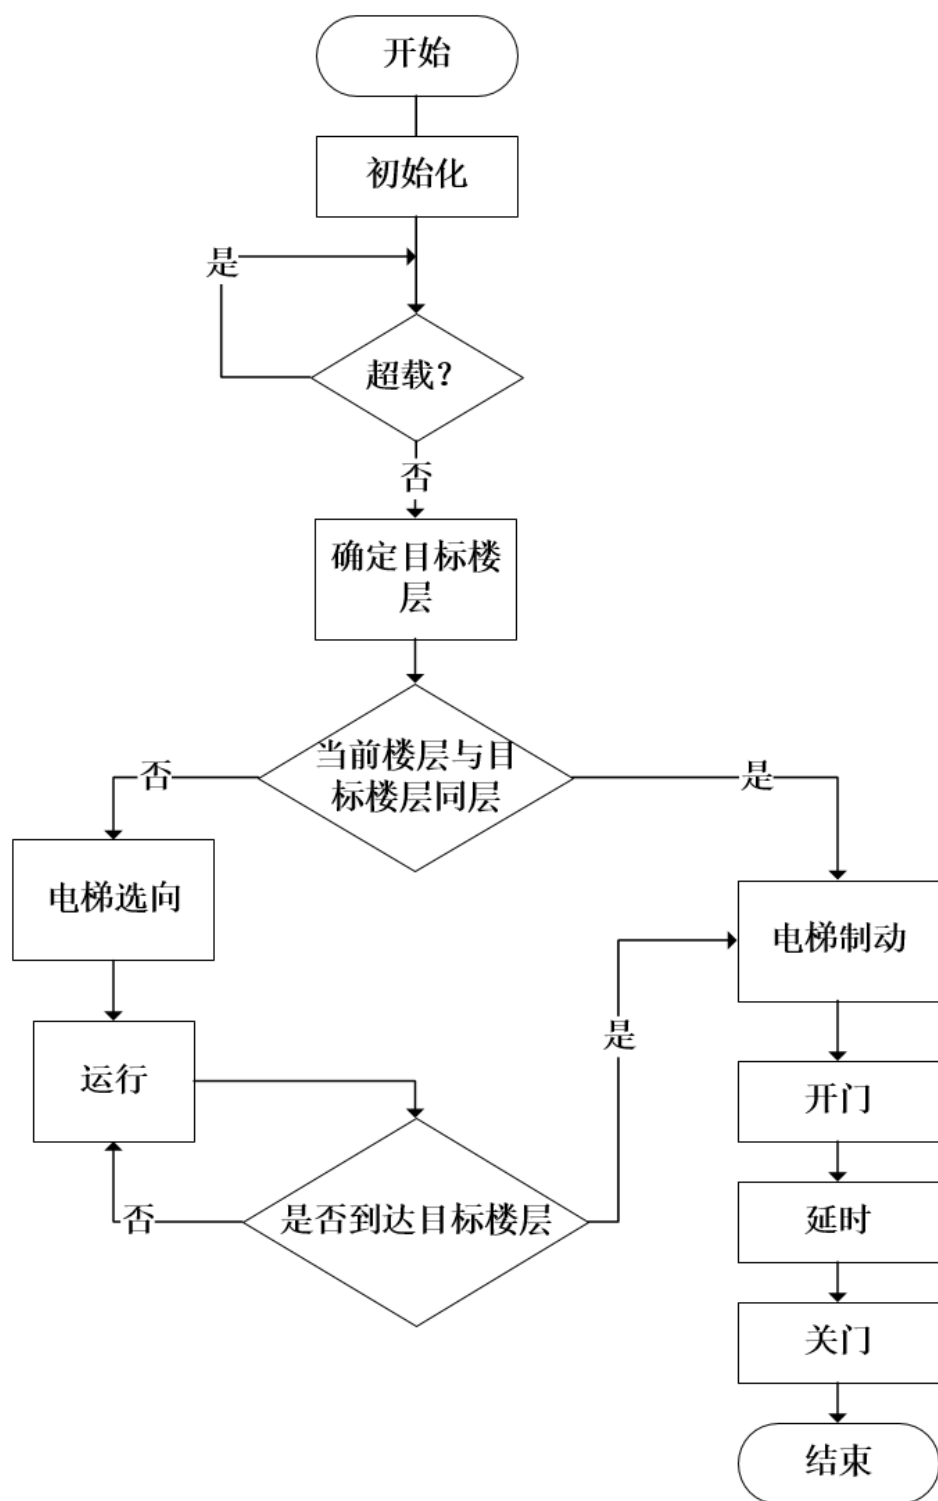 开始
初始化
是
超载？
否
确定目标楼
层
当前楼层与目
标楼层同层
否
是
电梯选向
电梯制动
是
运行
开门
是否到达目标楼层
否
延时
关门
结束